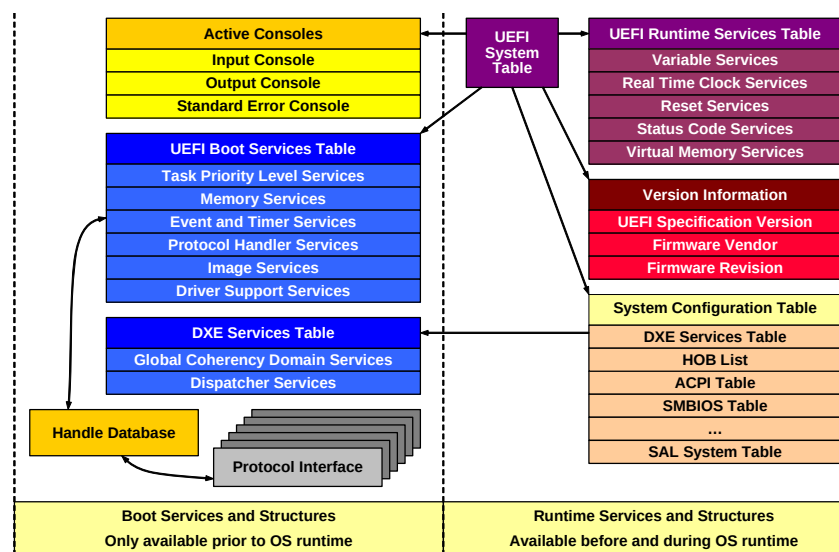 Active Consoles
Input Console
Output Console
Standard Error Console
UEFI
System
Table
UEFI Runtime Services Table
Variable Services
Real Time Clock Services
Reset Services
Status Code Services
Virtual Memory Services
UEFI Boot Services Table
Task Priority Level Services
Memory Services
Event and Timer Services
Protocol Handler Services
Image Services
Driver Support Services
Version Information
UEFI Specification Version
Firmware Vendor
Firmware Revision
DXE Services Table
Global Coherency Domain Services
Dispatcher Services
System Configuration Table
DXE Services Table
HOB List
ACPI Table
SMBIOS Table
...
SAL System Table
Handle Database
Protocol Interface
Boot Services and Structures
Only available prior to OS runtime
Runtime Services and Structures
Available before and during OS runtime